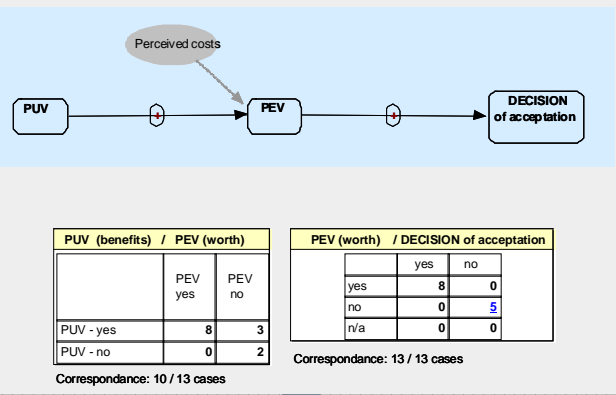 Perceived costs
PUV
+
PEV
+
DECISION
of acceptation
PUV (benefits) / PEV (worth)
PEV yes
PEV no
PUV - yes 8 3
PUV - no 0 2
Correspondance: 10 / 13 cases
PEV (worth) / DECISION of acceptation
yes no
yes 8 0
no 0 5
n/a 0 0
Correspondance: 13 / 13 cases